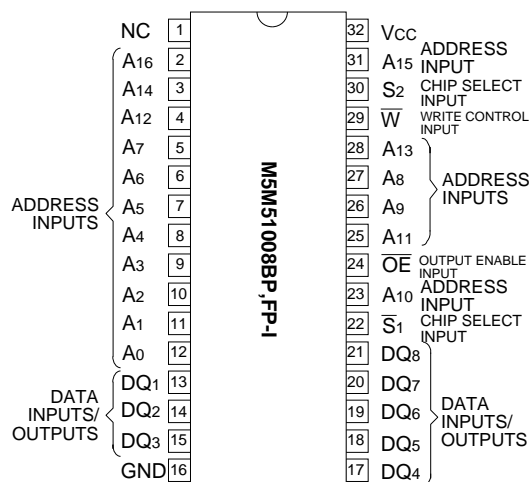 NC 1
A16 2
A14 3
A12 4
A7 5
A6 6
A5 7
A4 8
A3 9
A2 10
A1 11
A0 12
DQ1 13
DQ2 14
DQ3 15
GND 16
ADDRESS
INPUTS
DATA
INPUTS/
OUTPUTS
M5M51008BP,FP-I
32 VCC
31 A15 ADDRESS
INPUT
30 S2 CHIP SELECT
INPUT
29 W̅ WRITE CONTROL
INPUT
28 A13
27 A8
26 A9
25 A11
ADDRESS
INPUTS
24 O̅E̅ OUTPUT ENABLE
INPUT
23 A10 ADDRESS
INPUT
22 S̅1 CHIP SELECT
INPUT
21 DQ8
20 DQ7
19 DQ6
18 DQ5
17 DQ4
DATA
INPUTS/
OUTPUTS